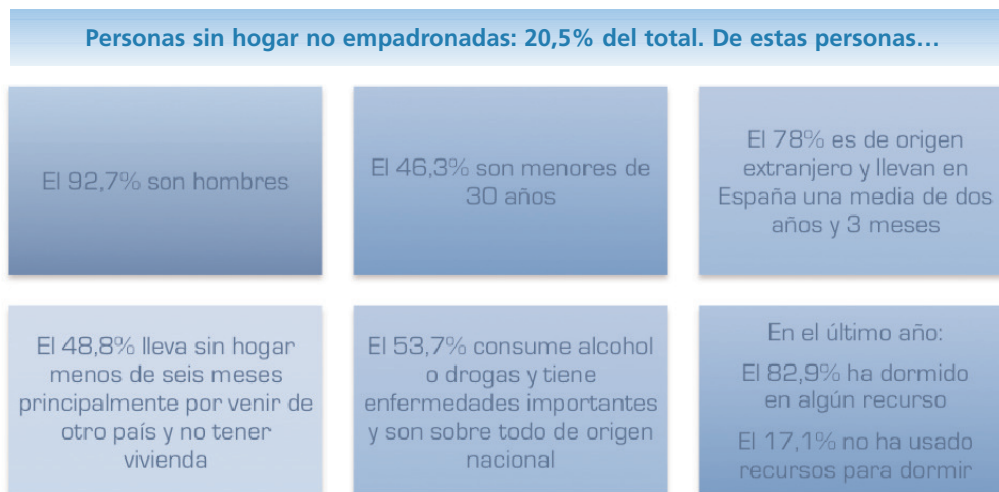 Personas sin hogar no empadronadas: 20,5% del total. De estas personas…
El 92,7% son hombres
El 46,3% son menores de
30 años
El 78% es de origen
extranjero y llevan en
España una media de dos
años y 3 meses
El 48,8% lleva sin hogar
menos de seis meses
principalmente por venir de
otro país y no tener
vivienda
El 53,7% consume alcohol
o drogas y tiene
enfermedades importantes
y son sobre todo de origen
nacional
En el último año:
El 82,9% ha dormido
en algún recurso
El 17,1% no ha usado
recursos para dormir